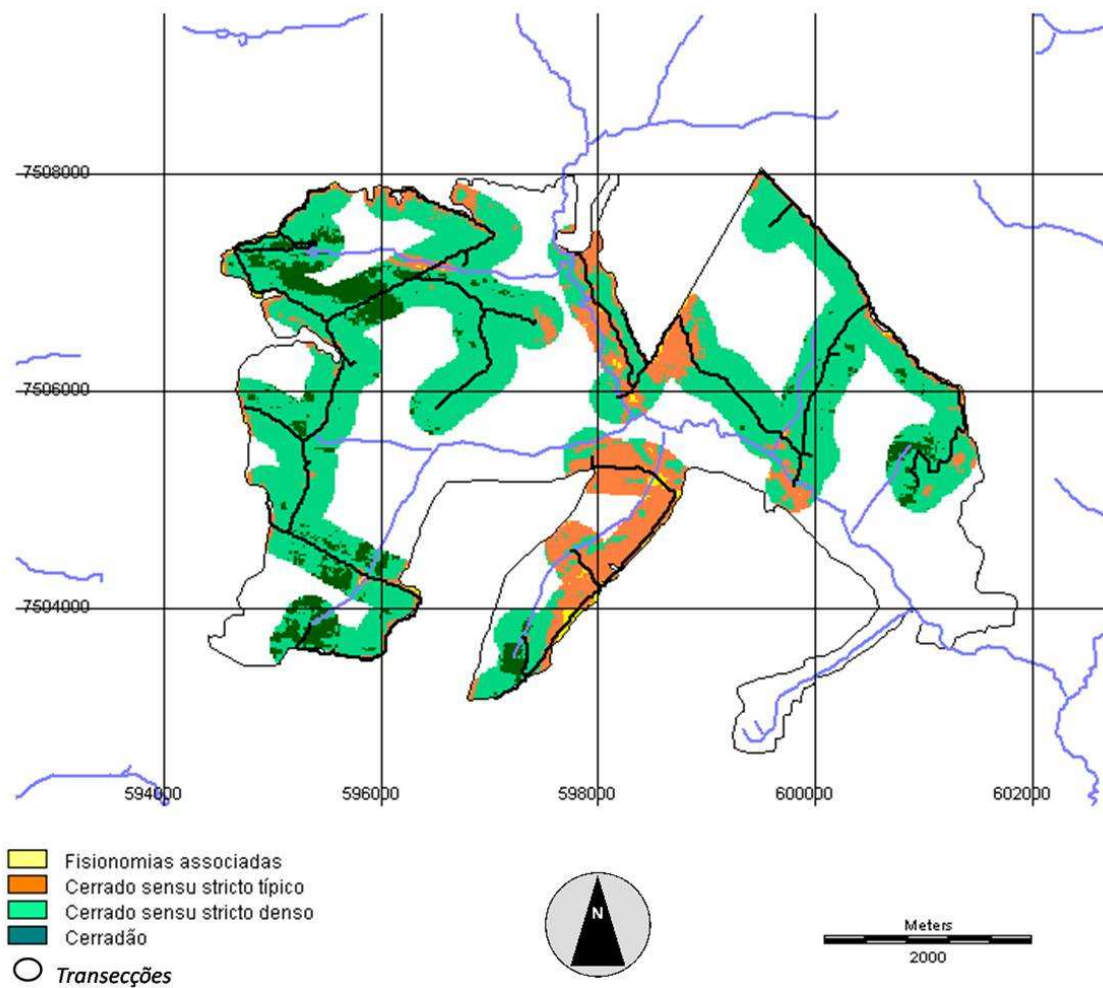 7508000
7506000
7504000
594000
596000
598000
600000
602000
Fisionomias associadas
Cerrado sensu stricto típico
Cerrado sensu stricto denso
Cerradão
Transecções
N
Meters
2000